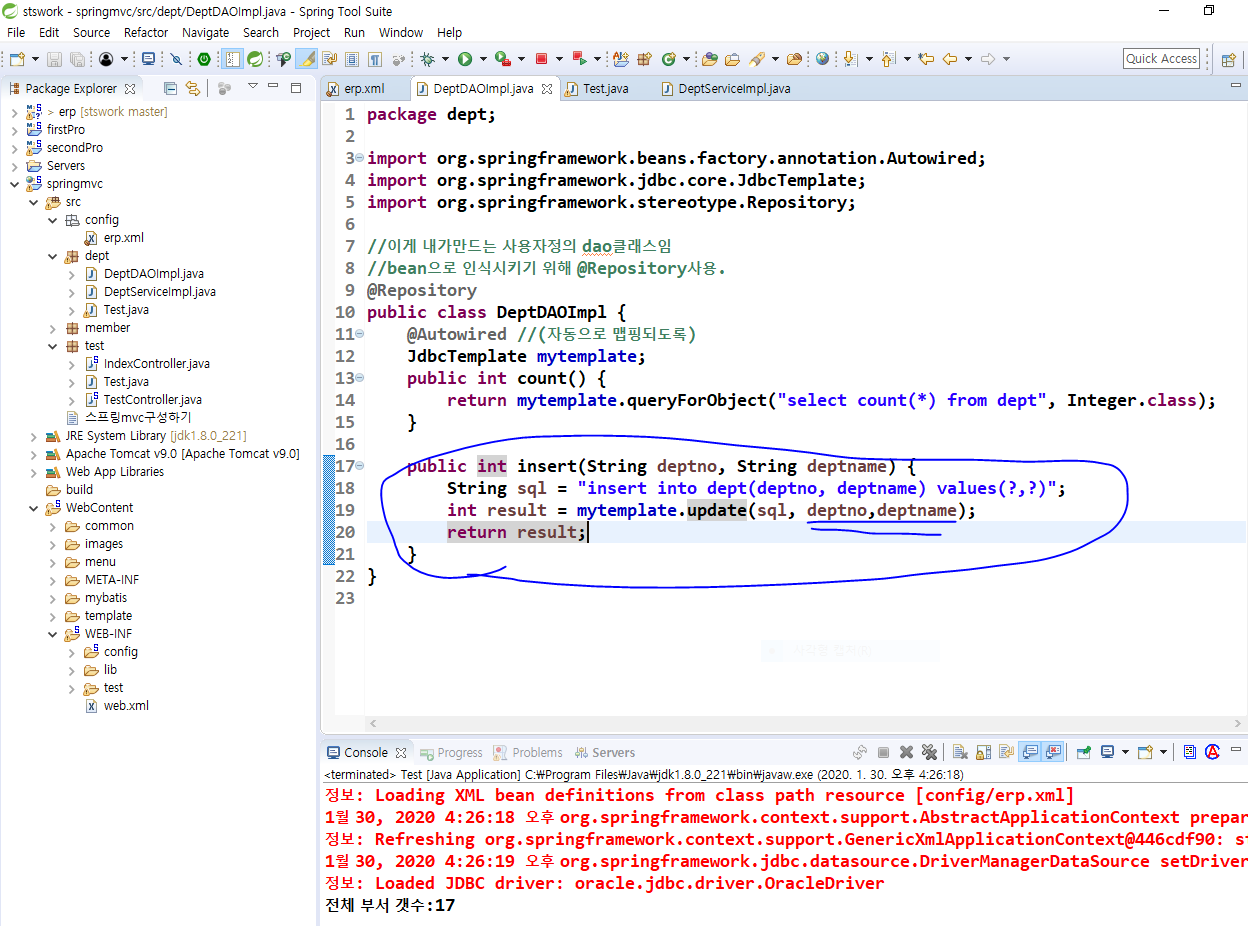 stswork - springmvc/src/dept/DeptDAOImpl.java - Spring Tool Suite
File Edit Source Refactor Navigate Search Project Run Window Help
Quick Access
Package Explorer
> erp [stswork master]
firstPro
secondPro
Servers
springmvc
src
config
erp.xml
dept
DeptDAOImpl.java
DeptServiceImpl.java
Test.java
member
test
IndexController.java
Test.java
TestController.java
스프링mvc구성하기
JRE System Library [jdk1.8.0_221]
Apache Tomcat v9.0 [Apache Tomcat v9.0]
Web App Libraries
build
WebContent
common
images
menu
META-INF
mybatis
template
WEB-INF
config
lib
test
web.xml
erp.xml DeptDAOImpl.java Test.java DeptServiceImpl.java
1 package dept;
2
3 import org.springframework.beans.factory.annotation.Autowired;
4 import org.springframework.jdbc.core.JdbcTemplate;
5 import org.springframework.stereotype.Repository;
6
7 //이게 내가만드는 사용자정의 dao클래스임
8 //bean으로 인식시키기 위해 @Repository사용.
9 @Repository
10 public class DeptDAOImpl {
11 @Autowired //(자동으로 맵핑되도록)
12 JdbcTemplate mytemplate;
13 public int count() {
14 return mytemplate.queryForObject("select count(*) from dept", Integer.class);
15 }
16
17 public int insert(String deptno, String deptname) {
18 String sql = "insert into dept(deptno, deptname) values(?,?)";
19 int result = mytemplate.update(sql, deptno,deptname);
20 return result;
21 }
22 }
23
Console Progress Problems Servers
<terminated> Test [Java Application] C:₩Program Files₩Java₩jdk1.8.0_221₩bin₩javaw.exe (2020. 1. 30. 오후 4:26:18)
정보: Loading XML bean definitions from class path resource [config/erp.xml]
1월 30, 2020 4:26:18 오후 org.springframework.context.support.AbstractApplicationContext prepar
정보: Refreshing org.springframework.context.support.GenericXmlApplicationContext@446cdf90: st
1월 30, 2020 4:26:19 오후 org.springframework.jdbc.datasource.DriverManagerDataSource setDriver
정보: Loaded JDBC driver: oracle.jdbc.driver.OracleDriver
전체 부서 갯수:17